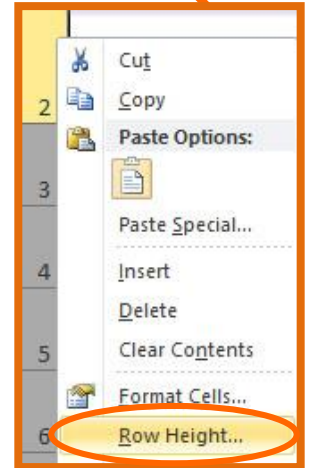 Cut
2 Copy
Paste Options:
3
Paste Special...
4 Insert
Delete
5 Clear Contents
Format Cells...
6 Row Height...